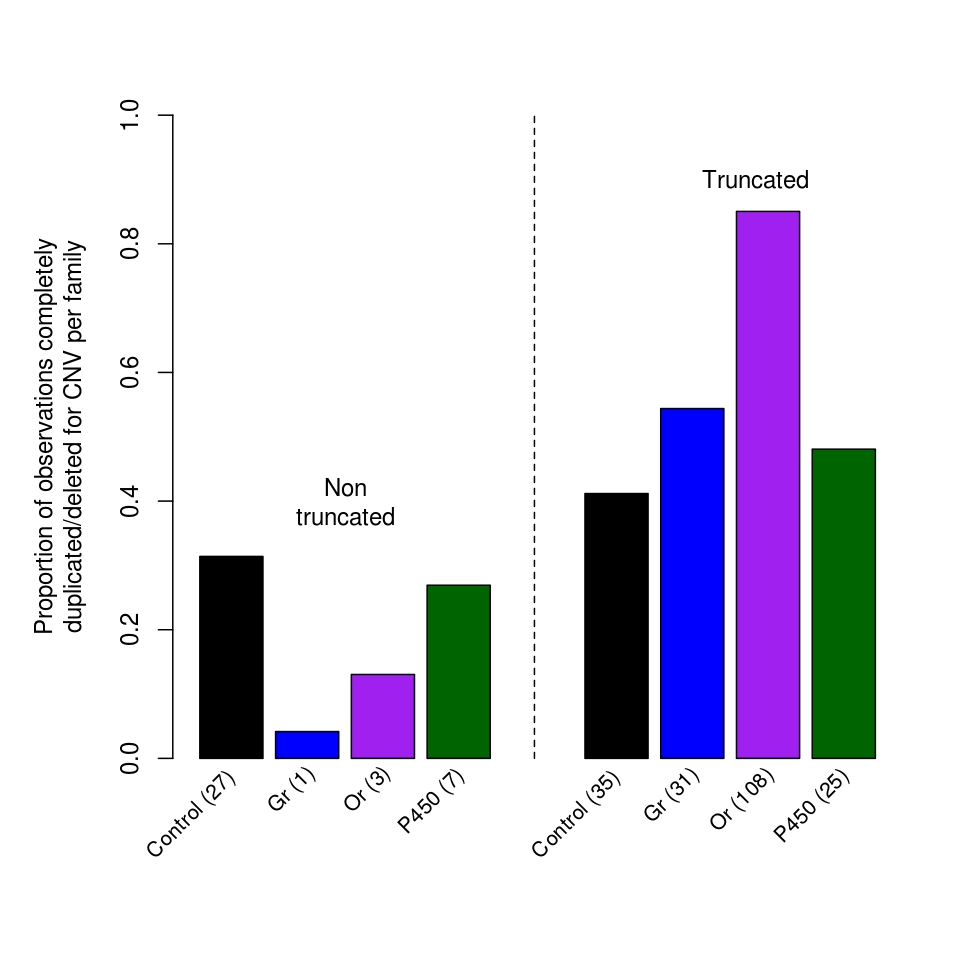 Proportion of observations completely
duplicated/deleted for CNV per family
1.0
0.8
0.6
0.4
0.2
0.0
Non
truncated
Truncated
Control (27)
Gr (1)
Or (3)
P450 (7)
Control (35)
Gr (31)
Or (108)
P450 (25)